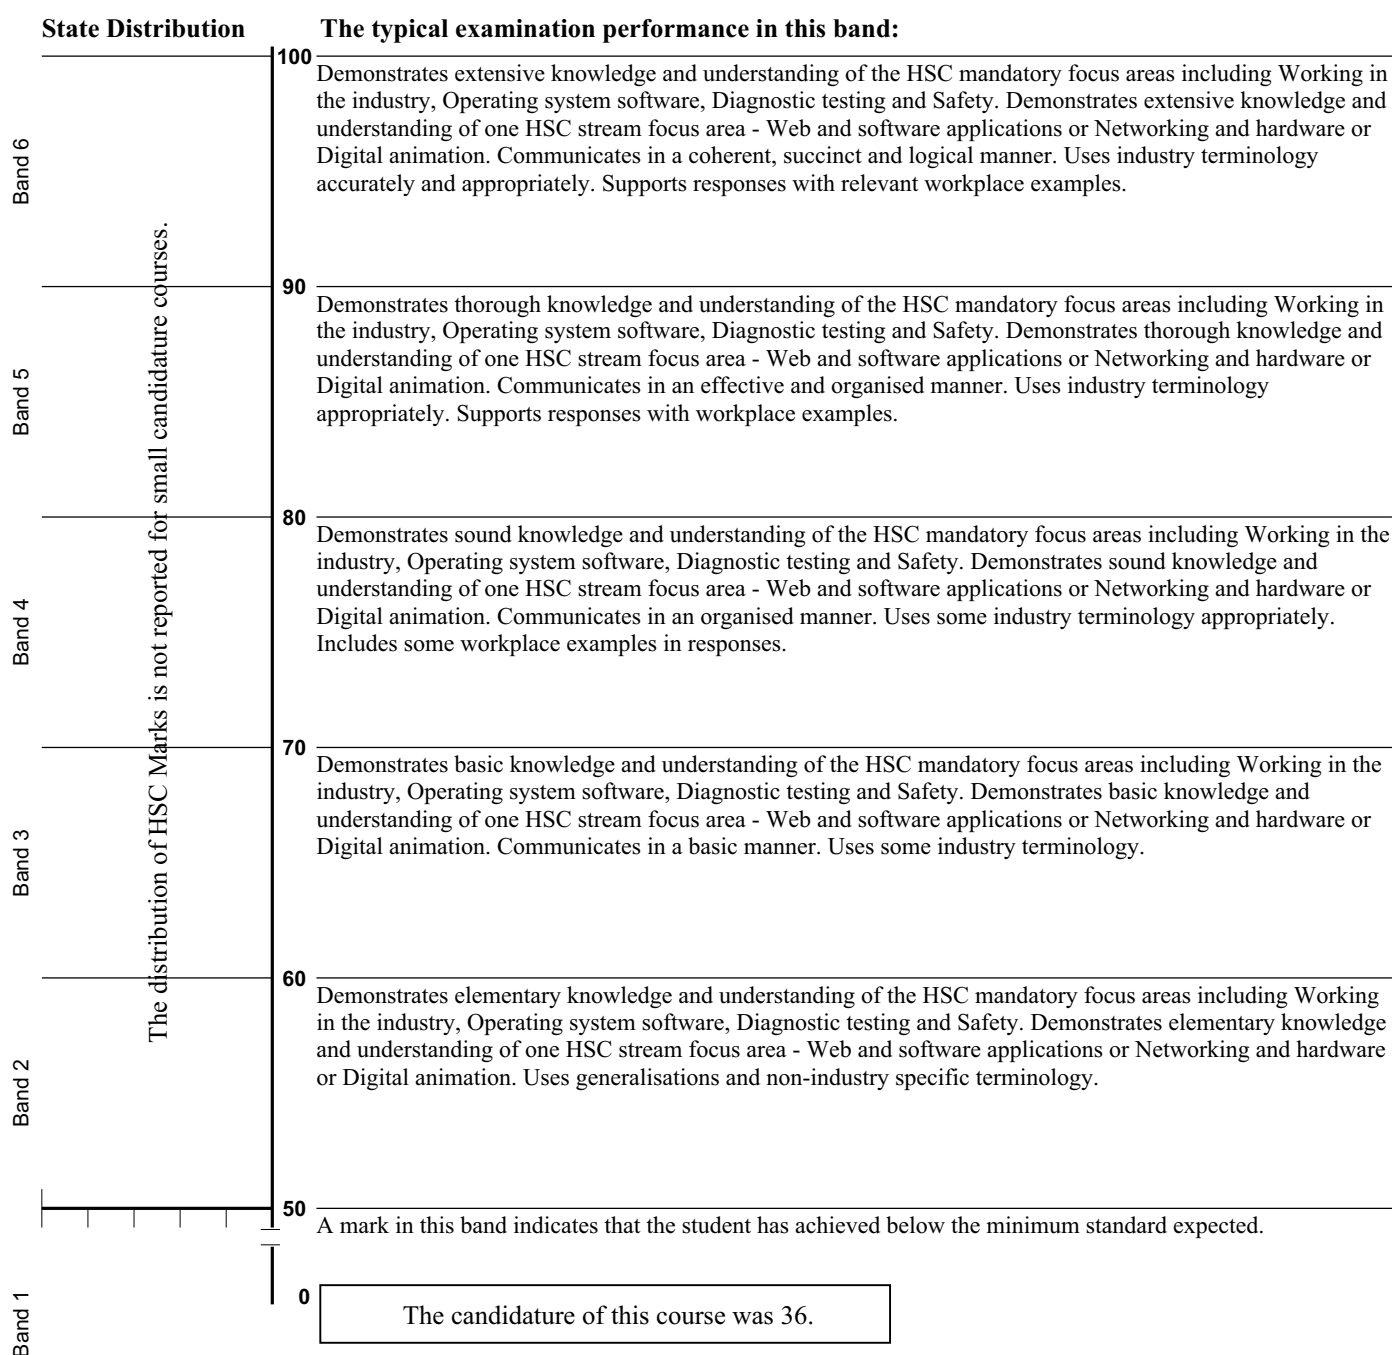 State Distribution
The typical examination performance in this band:
100
Demonstrates extensive knowledge and understanding of the HSC mandatory focus areas including Working in
the industry, Operating system software, Diagnostic testing and Safety. Demonstrates extensive knowledge and
understanding of one HSC stream focus area - Web and software applications or Networking and hardware or
Digital animation. Communicates in a coherent, succinct and logical manner. Uses industry terminology
accurately and appropriately. Supports responses with relevant workplace examples.
Band 6
90
Demonstrates thorough knowledge and understanding of the HSC mandatory focus areas including Working in
the industry, Operating system software, Diagnostic testing and Safety. Demonstrates thorough knowledge and
understanding of one HSC stream focus area - Web and software applications or Networking and hardware or
Digital animation. Communicates in an effective and organised manner. Uses industry terminology
appropriately. Supports responses with workplace examples.
Band 5
80
Demonstrates sound knowledge and understanding of the HSC mandatory focus areas including Working in the
industry, Operating system software, Diagnostic testing and Safety. Demonstrates sound knowledge and
understanding of one HSC stream focus area - Web and software applications or Networking and hardware or
Digital animation. Communicates in an organised manner. Uses some industry terminology appropriately.
Includes some workplace examples in responses.
Band 4
The distribution of HSC Marks is not reported for small candidature courses.
70
Demonstrates basic knowledge and understanding of the HSC mandatory focus areas including Working in the
industry, Operating system software, Diagnostic testing and Safety. Demonstrates basic knowledge and
understanding of one HSC stream focus area - Web and software applications or Networking and hardware or
Digital animation. Communicates in a basic manner. Uses some industry terminology.
Band 3
60
Demonstrates elementary knowledge and understanding of the HSC mandatory focus areas including Working
in the industry, Operating system software, Diagnostic testing and Safety. Demonstrates elementary knowledge
and understanding of one HSC stream focus area - Web and software applications or Networking and hardware
or Digital animation. Uses generalisations and non-industry specific terminology.
Band 2
50
A mark in this band indicates that the student has achieved below the minimum standard expected.
0
Band 1
The candidature of this course was 36.